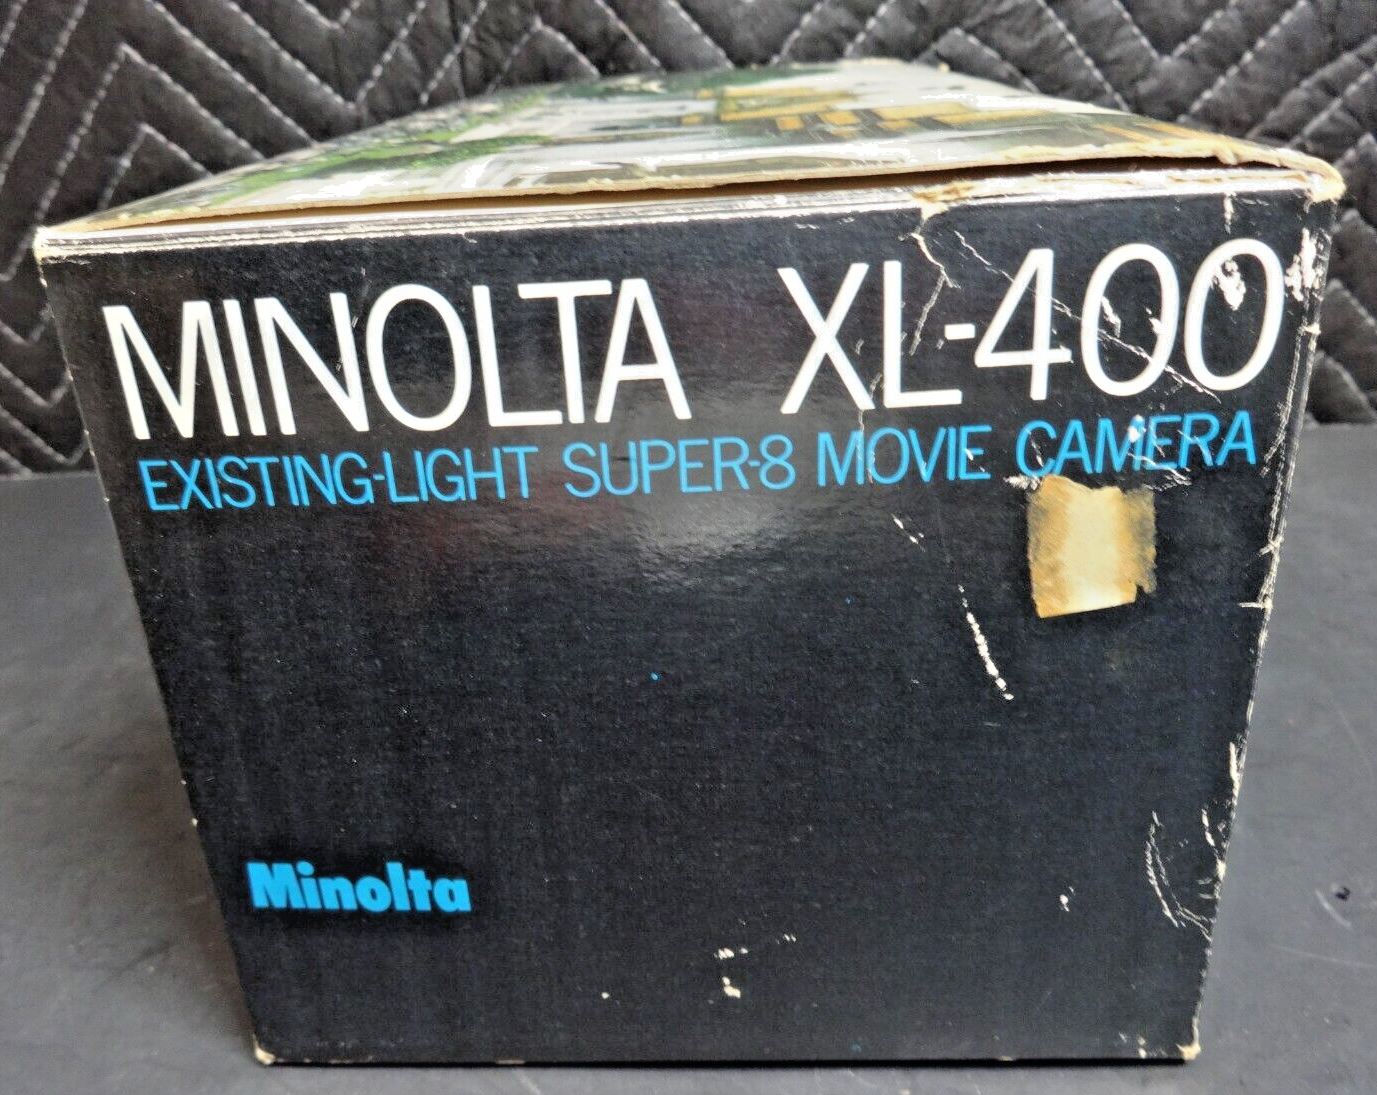 MINOLTA XL-400
EXISTING-LIGHT SUPER-8 MOVIE CAMERA
Minolta